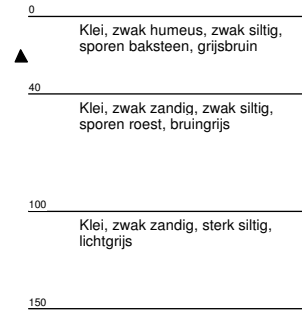 0
Klei, zwak humeus, zwak siltig,
sporen baksteen, grijsbruin
40
Klei, zwak zandig, zwak siltig,
sporen roest, bruingrijs
100
Klei, zwak zandig, sterk siltig,
lichtgrijs
150